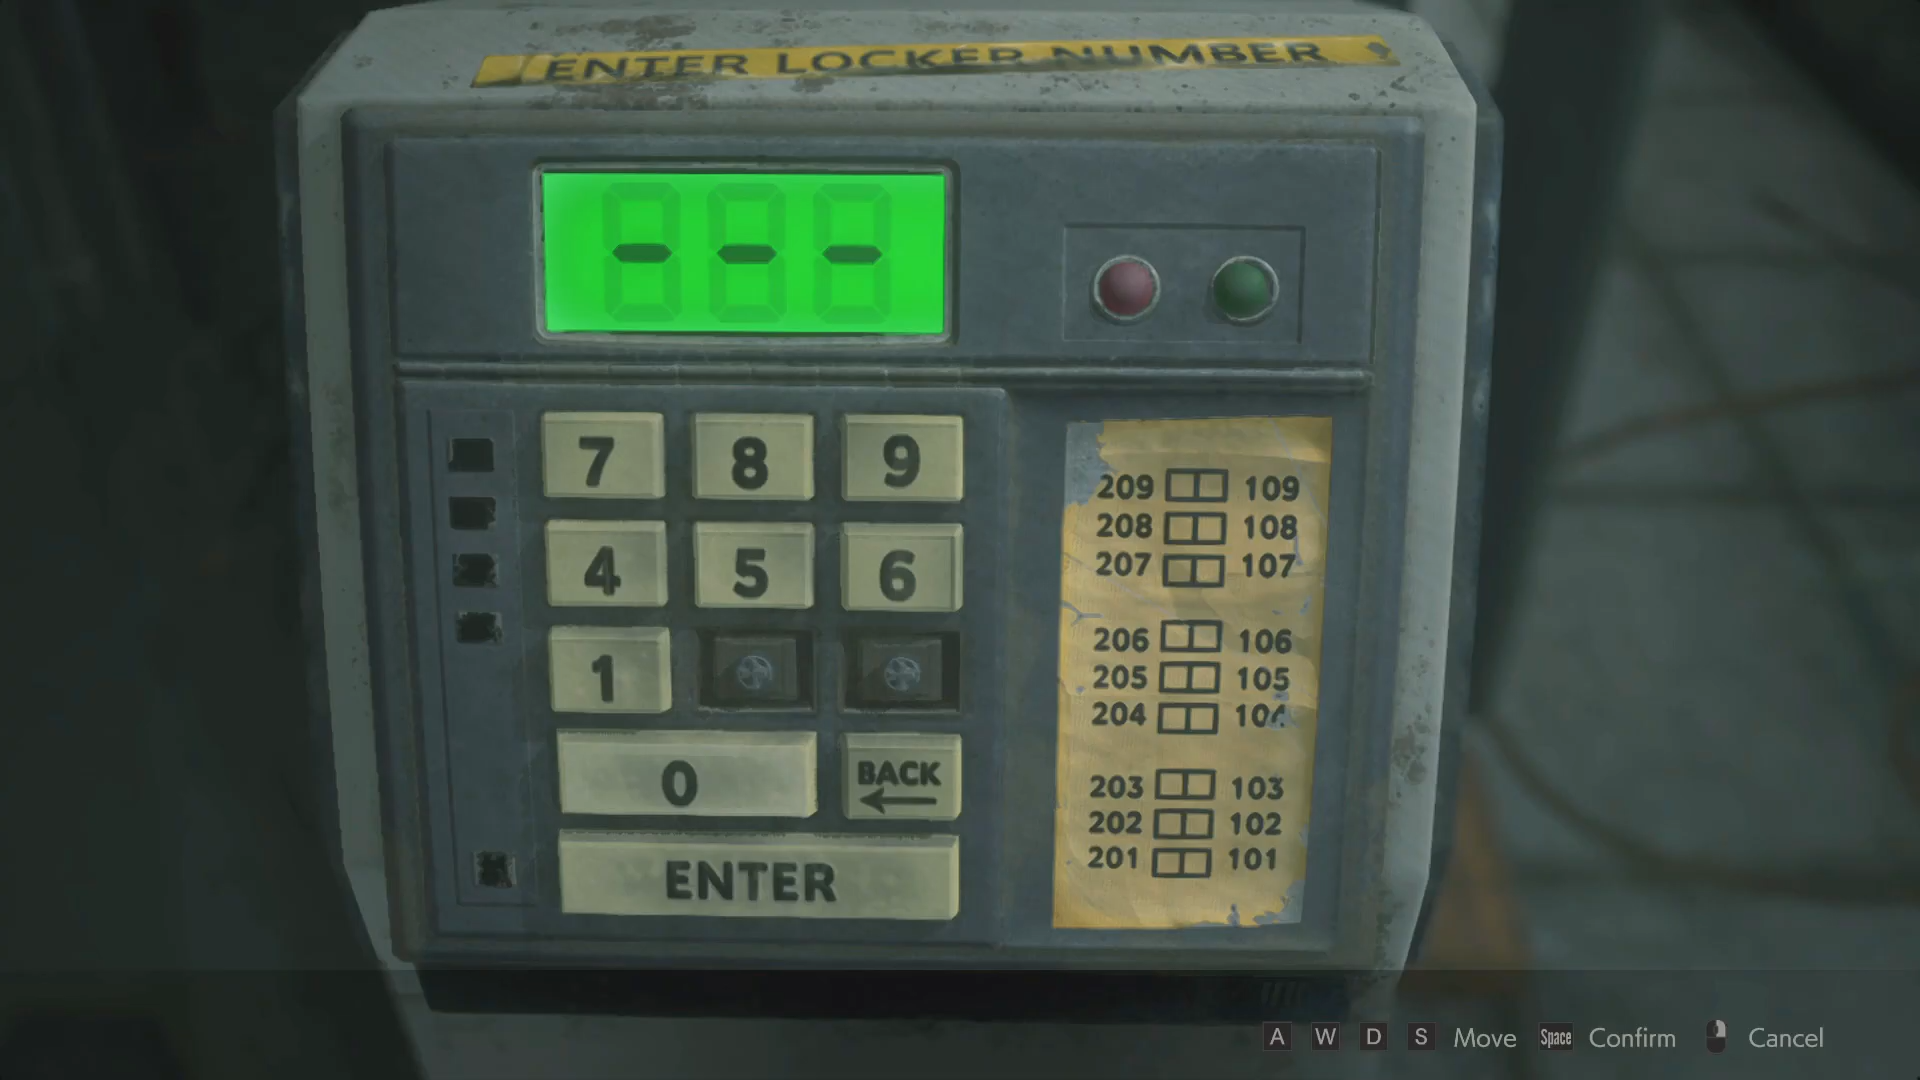 ENTER LOCKER NUMBER
7 8 9
4 5 6
1
0 BACK
ENTER
209 109
208 108
207 107
206 106
205 105
204 104
203 103
202 102
201 101
A W D S Move Space Confirm Cancel